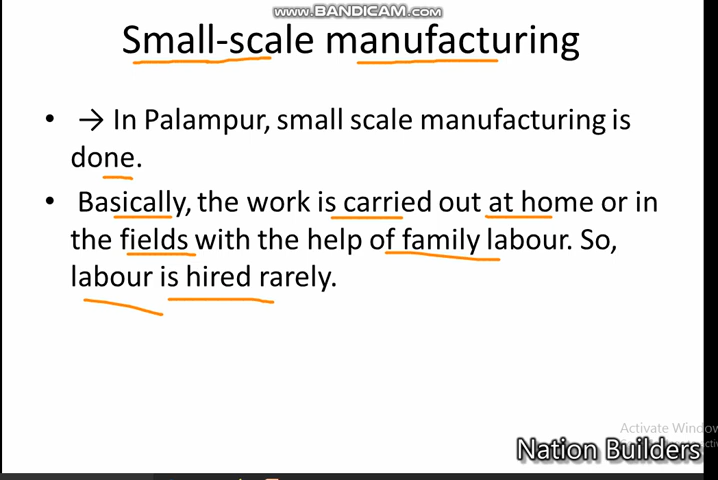 www.BANDICAM.com
Small-scale manufacturing
• → In Palampur, small scale manufacturing is
done.
• Basically, the work is carried out at home or in
the fields with the help of family labour. So,
labour is hired rarely.
Activate Window
Nation Builders